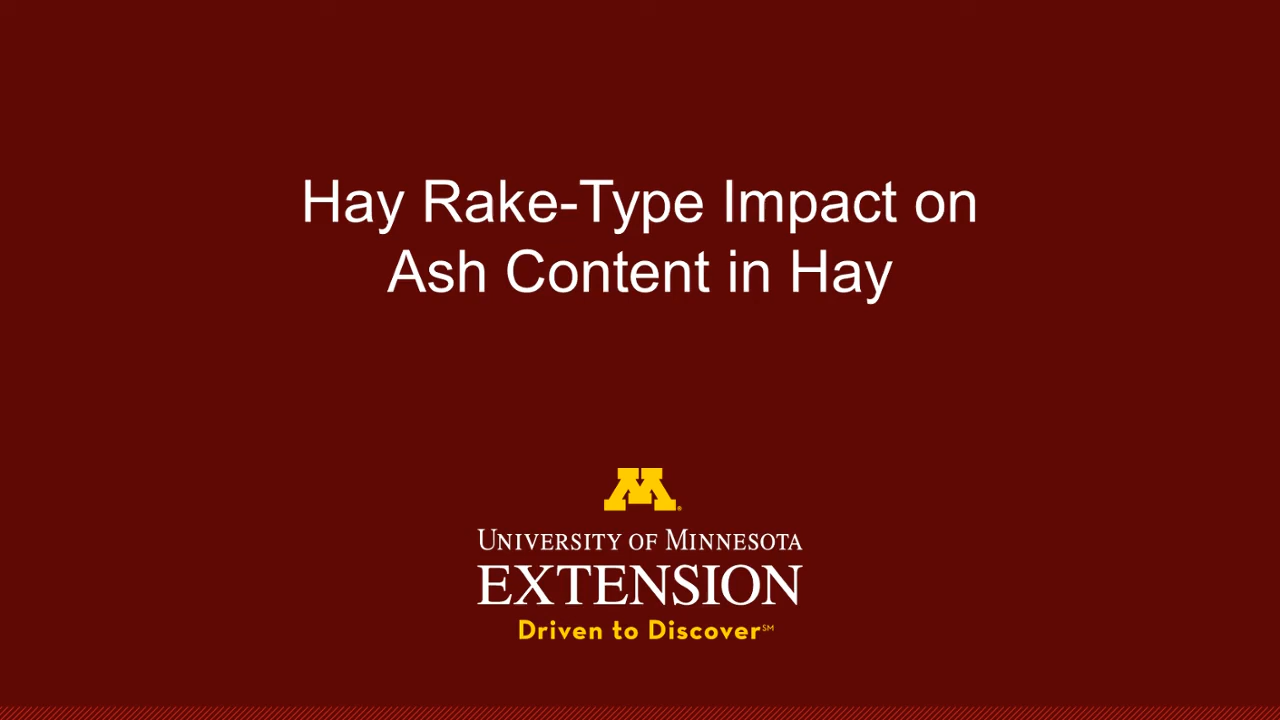 Hay Rake-Type Impact on
Ash Content in Hay
M
UNIVERSITY OF MINNESOTA
EXTENSION
Driven to Discover℠